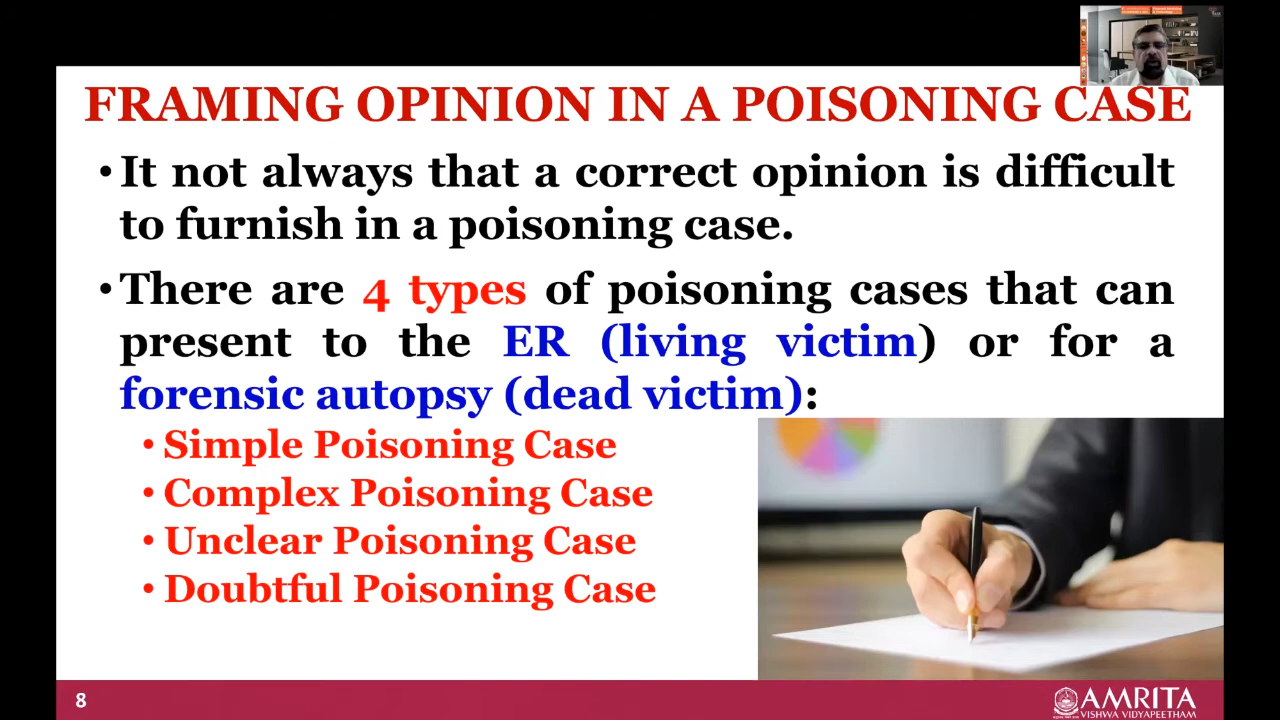 FRAMING OPINION IN A POISONING CASE
• It not always that a correct opinion is difficult
to furnish in a poisoning case.
• There are 4 types of poisoning cases that can
present to the ER (living victim) or for a
forensic autopsy (dead victim):
• Simple Poisoning Case
• Complex Poisoning Case
• Unclear Poisoning Case
• Doubtful Poisoning Case
8
AMRITA
VISHWA VIDYAPEETHAM